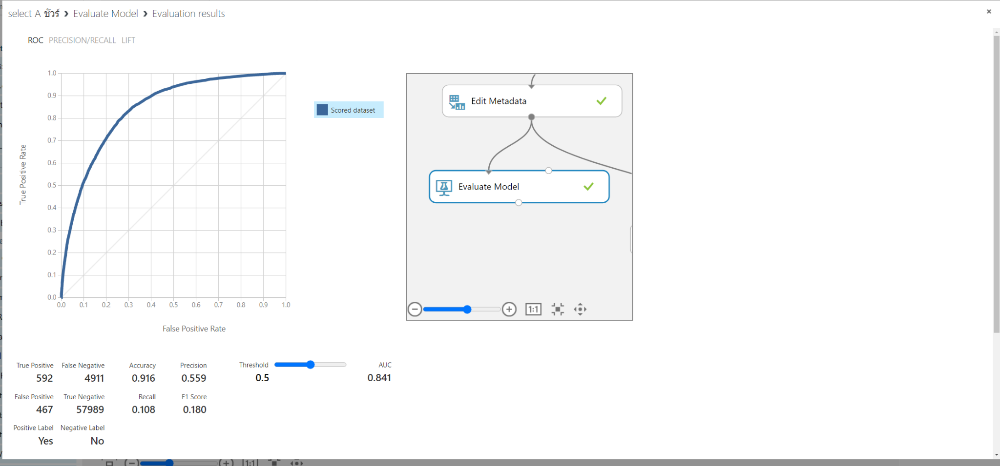 select A ชัวร์ › Evaluate Model › Evaluation results
×
ROC PRECISION/RECALL LIFT
1.0
0.9
0.8
0.7
0.6
0.5
0.4
0.3
0.2
0.1
0.0
True Positive Rate
0.0 0.1 0.2 0.3 0.4 0.5 0.6 0.7 0.8 0.9 1.0
False Positive Rate
Scored dataset
Edit Metadata
Evaluate Model
1:1
True Positive False Negative Accuracy Precision Threshold AUC
592 4911 0.916 0.559 0.5 0.841
False Positive True Negative Recall F1 Score
467 57989 0.108 0.180
Positive Label Negative Label
Yes No
1:1